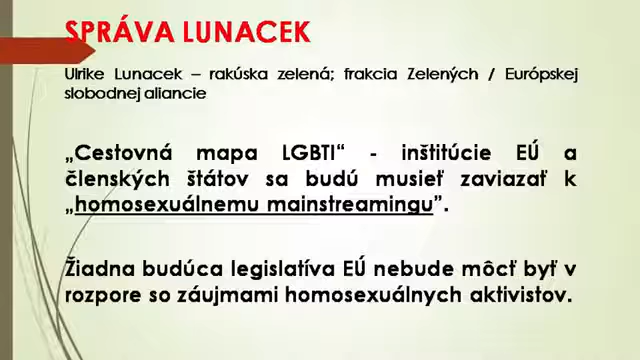 SPRÁVA LUNACEK
Ulrike Lunacek – rakúska zelená; frakcia Zelených / Európskej
slobodnej aliancie
„Cestovná mapa LGBTI“ - inštitúcie EÚ a
členských štátov sa budú musieť zaviazať k
„homosexuálnemu mainstreamingu”.
Žiadna budúca legislatíva EÚ nebude môcť byť v
rozpore so záujmami homosexuálnych aktivistov.